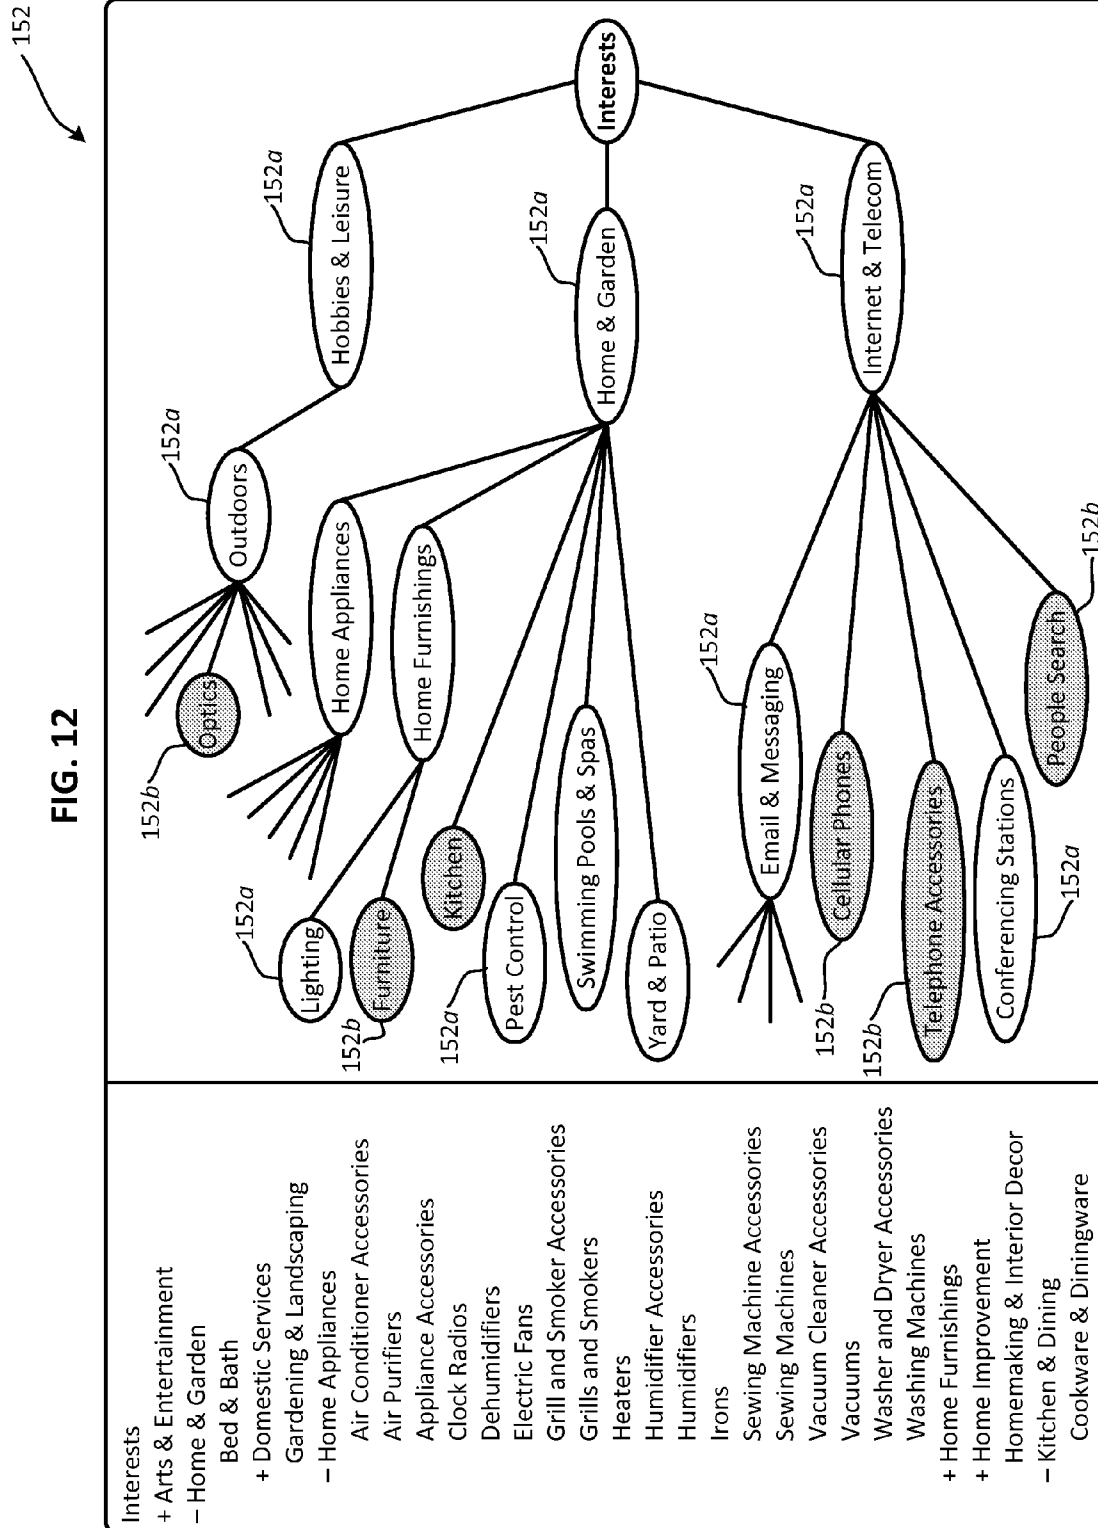 FIG. 12
152
Interests
+ Arts & Entertainment
– Home & Garden
Bed & Bath
+ Domestic Services
Gardening & Landscaping
– Home Appliances
Air Conditioner Accessories
Air Purifiers
Appliance Accessories
Clock Radios
Dehumidifiers
Electric Fans
Grill and Smoker Accessories
Grills and Smokers
Heaters
Humidifier Accessories
Humidifiers
Irons
Sewing Machine Accessories
Sewing Machines
Vacuum Cleaner Accessories
Vacuums
Washer and Dryer Accessories
Washing Machines
+ Home Furnishings
+ Home Improvement
Homemaking & Interior Decor
– Kitchen & Dining
Cookware & Diningware
Interests
152a
Hobbies & Leisure
152a
Outdoors
152b
Optics
152a
Home & Garden
Home Appliances
Home Furnishings
152a
Lighting
152b
Furniture
Kitchen
152a
Pest Control
Swimming Pools & Spas
Yard & Patio
152a
Internet & Telecom
152a
Email & Messaging
152b
Cellular Phones
152b
Telephone Accessories
Conferencing Stations
152a
People Search
152b